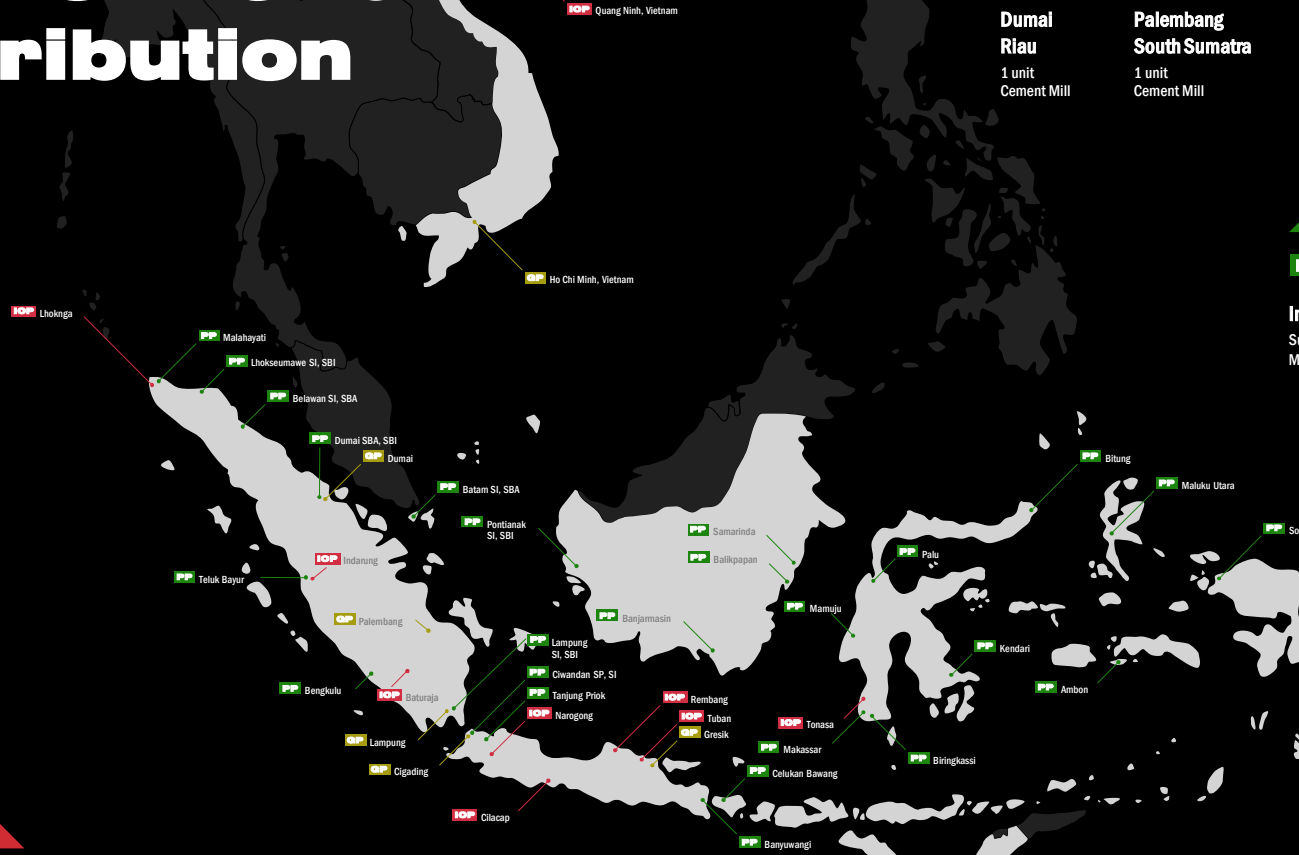 ribution
IOP Quang Ninh, Vietnam
Dumai
Riau
1 unit
Cement Mill
Palembang
South Sumatra
1 unit
Cement Mill
GP Ho Chi Minh, Vietnam
IOP Lhoknga
PP Malahayati
PP Lhokseumawe SI, SBI
PP Belawan SI, SBA
PP Dumai SBA, SBI
GP Dumai
PP Batam SI, SBA
PP Pontianak
SI, SBI
PP Samarinda
PP Balikpapan
PP Banjarmasin
PP Bitung
PP Maluku Utara
PP So
PP Palu
PP Mamuju
PP Kendari
PP Ambon
IOP Indarung
PP Teluk Bayur
GP Palembang
PP Bengkulu
IOP Baturaja
GP Lampung
GP Cigading
PP Lampung
SI, SBI
PP Ciwandan SP, SI
PP Tanjung Priok
IOP Narogong
IOP Rembang
IOP Tuban
GP Gresik
IOP Tonasa
PP Makassar
PP Biringkassi
PP Celukan Bawang
IOP Cilacap
PP Banyuwangi